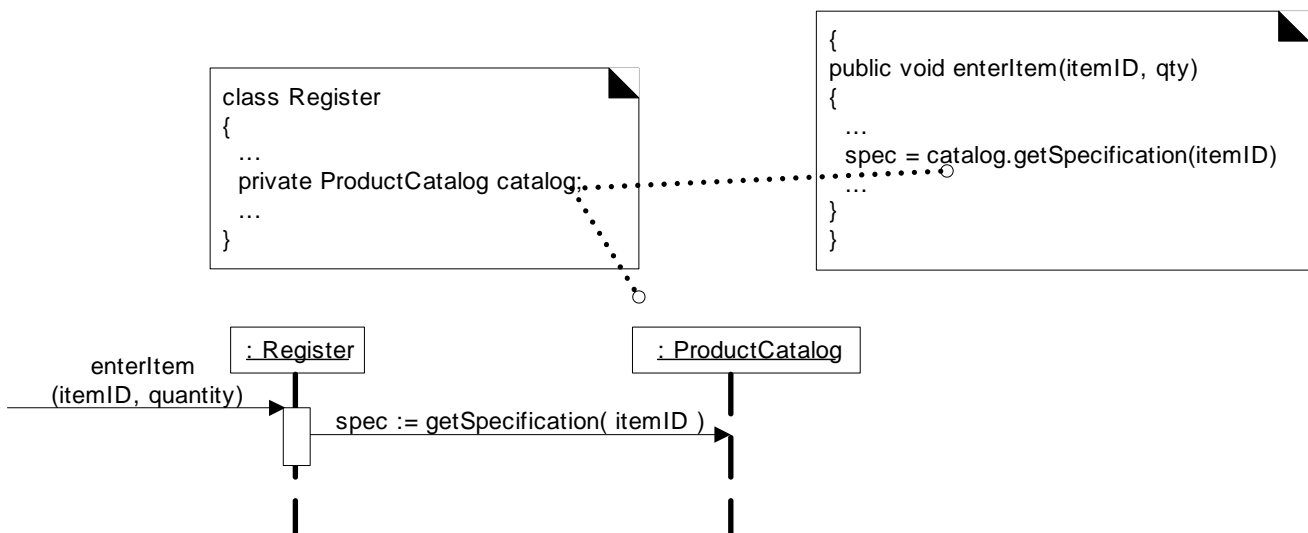 class Register
{
...
private ProductCatalog catalog;
...
}
{
public void enterItem(itemID, qty)
{
...
spec = catalog.getSpecification(itemID)
...
}
}
enterItem
(itemID, quantity)
: Register
: ProductCatalog
spec := getSpecification( itemID )